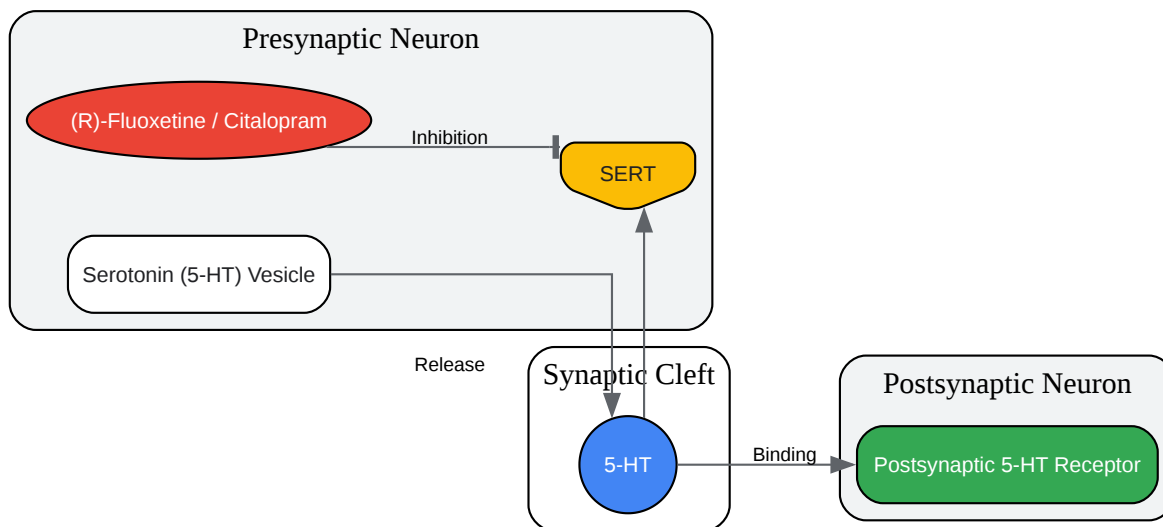 Presynaptic Neuron
(R)-Fluoxetine / Citalopram
Inhibition
SERT
Serotonin (5-HT) Vesicle
Release
Synaptic Cleft
Postsynaptic Neuron
5-HT
Binding
Postsynaptic 5-HT Receptor